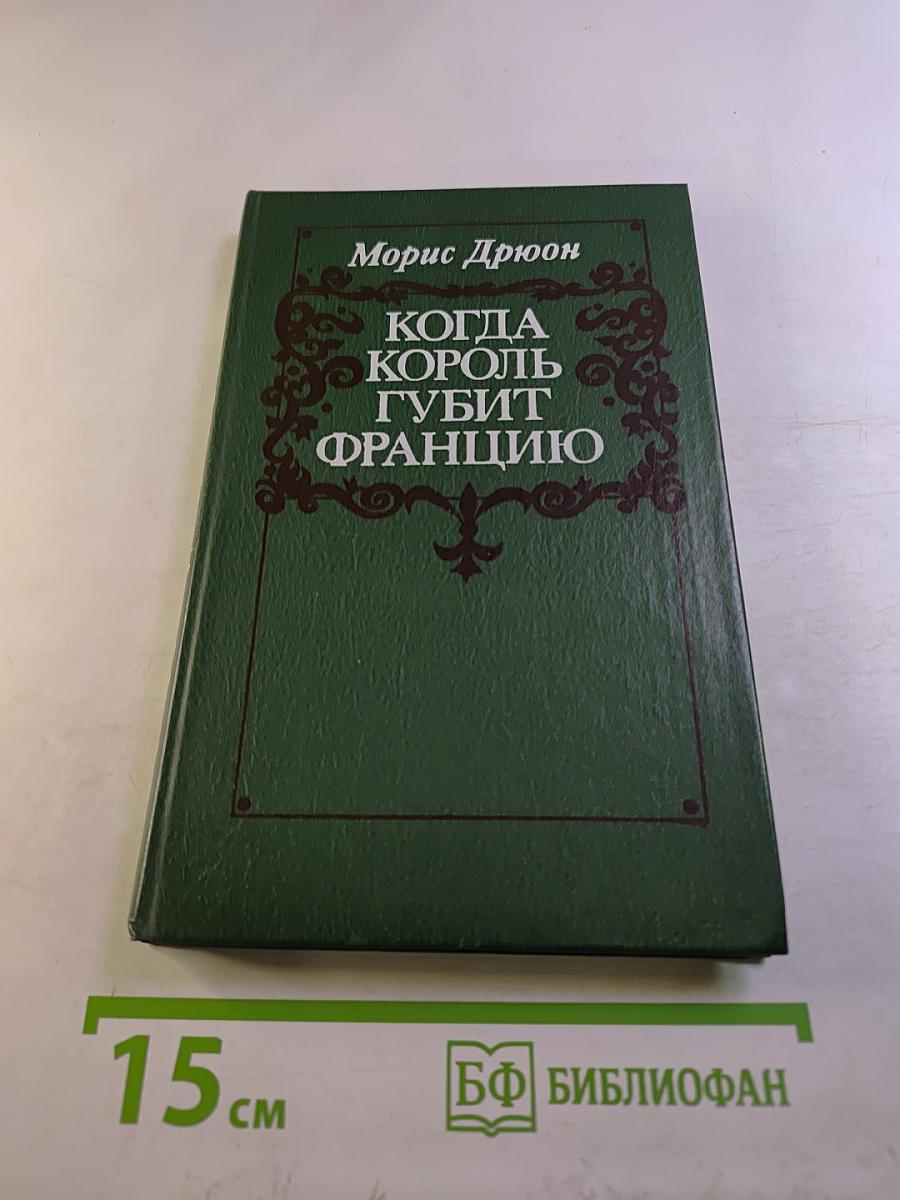 Морис Дрюон
КОГДА
КОРОЛЬ
ГУБИТ
ФРАНЦИЮ
15 см
БФ БИБЛИОФАН